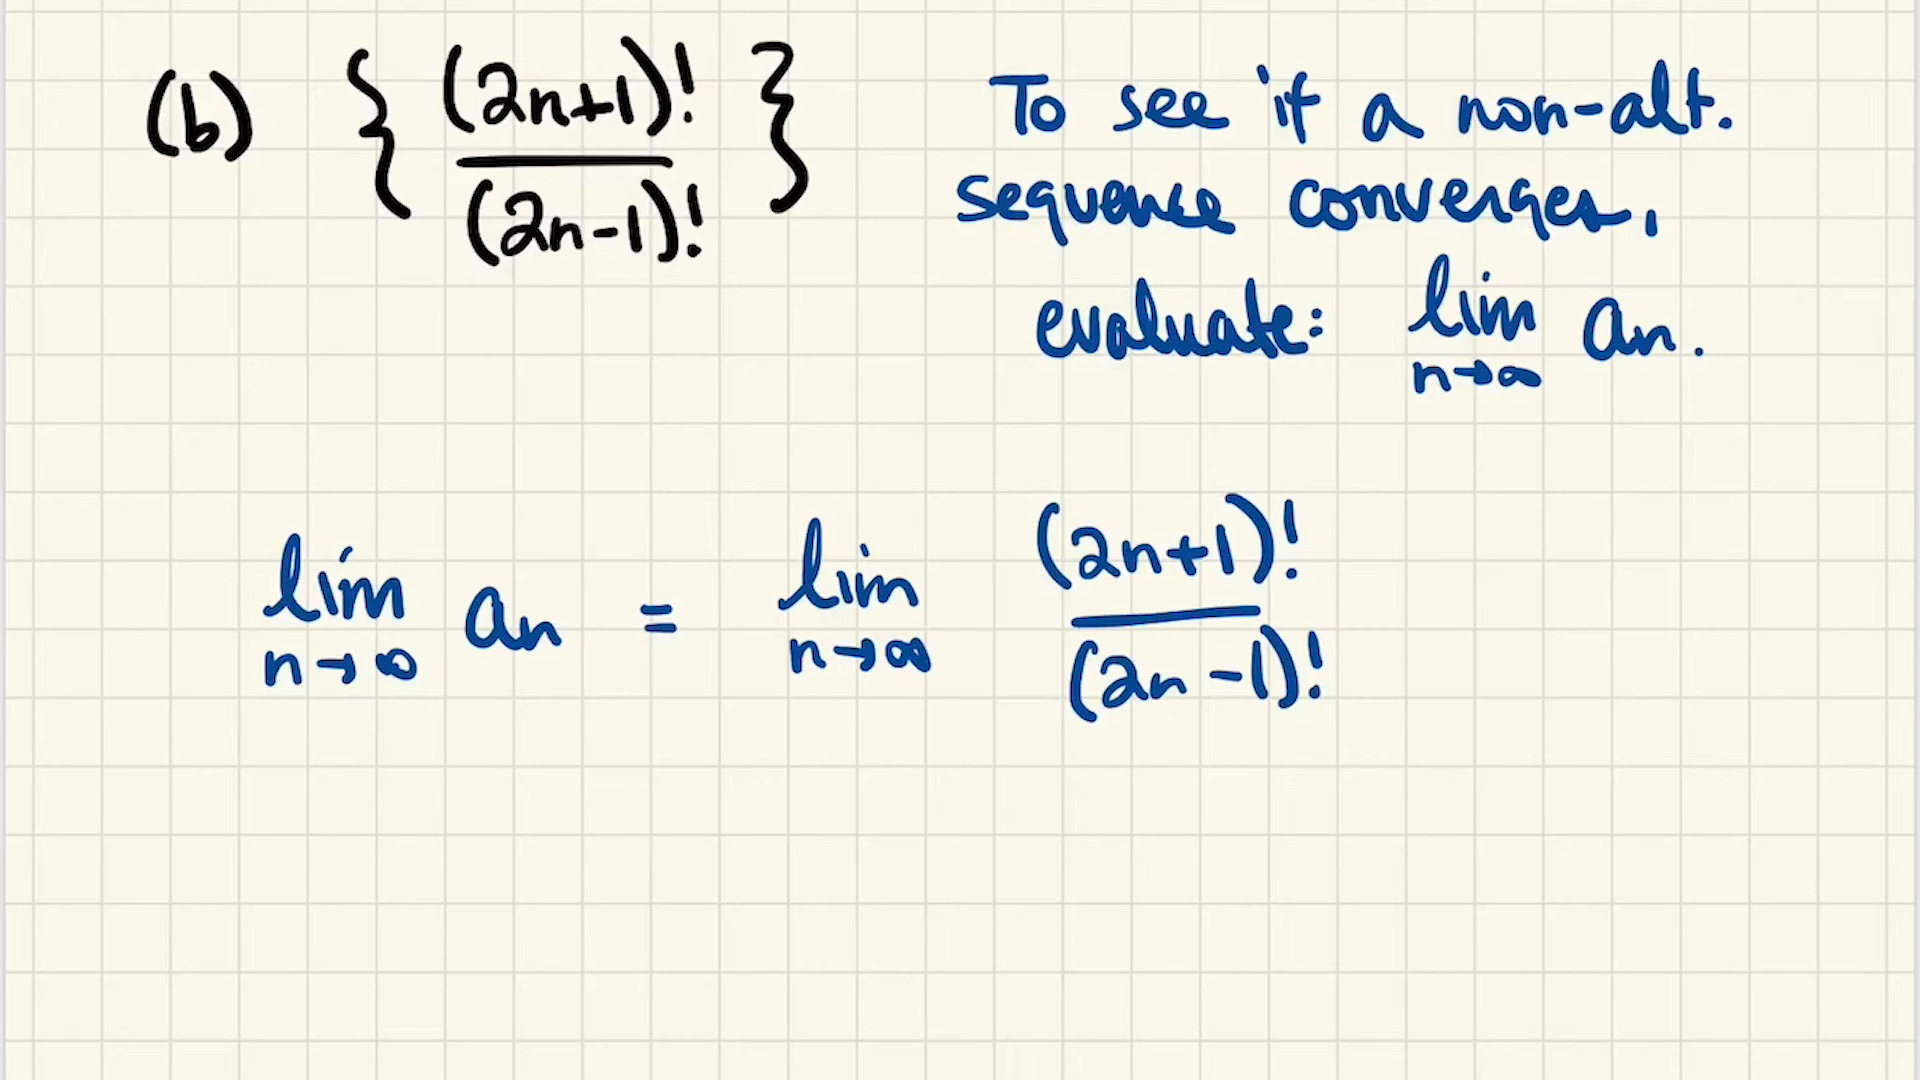 (b) { (2n+1)! / (2n-1)! }
To see if a non-alt.
sequence converges,
evaluate: lim n→∞ an.
lim n→∞ an = lim n→∞ (2n+1)! / (2n-1)!